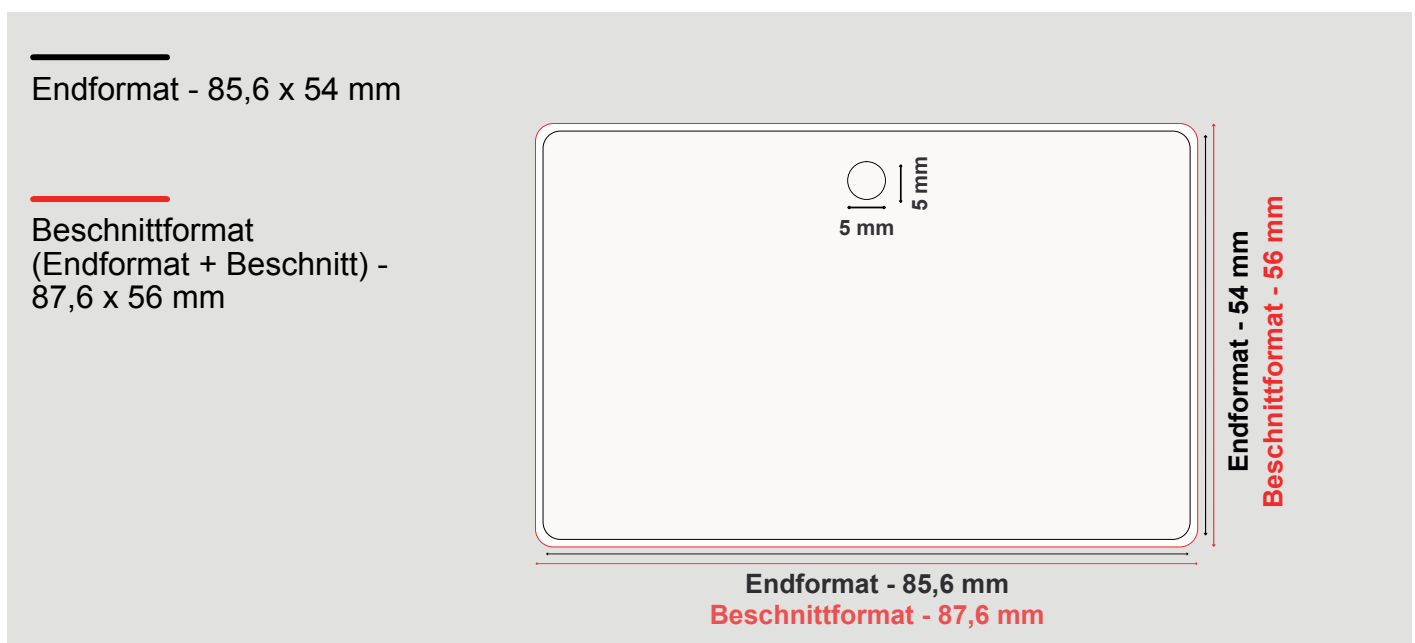 Endformat - 85,6 x 54 mm
Beschnittformat
(Endformat + Beschnitt) -
87,6 x 56 mm
5 mm
5 mm
Endformat - 54 mm
Beschnittformat - 56 mm
Endformat - 85,6 mm
Beschnittformat - 87,6 mm